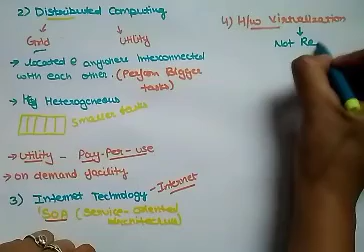 2) Distributed Computing
Grid
Utility
→ located @ anywhere interconnected
with each other. (Perform Bigger
tasks)
→ Heterogeneous
smaller tasks
→ Utility - Pay-Per-use
→ on demand facility
3) Internet Technology - Internet
'SOA (Service-oriented
Architecture)
4) H/w Virtualization
Not Re